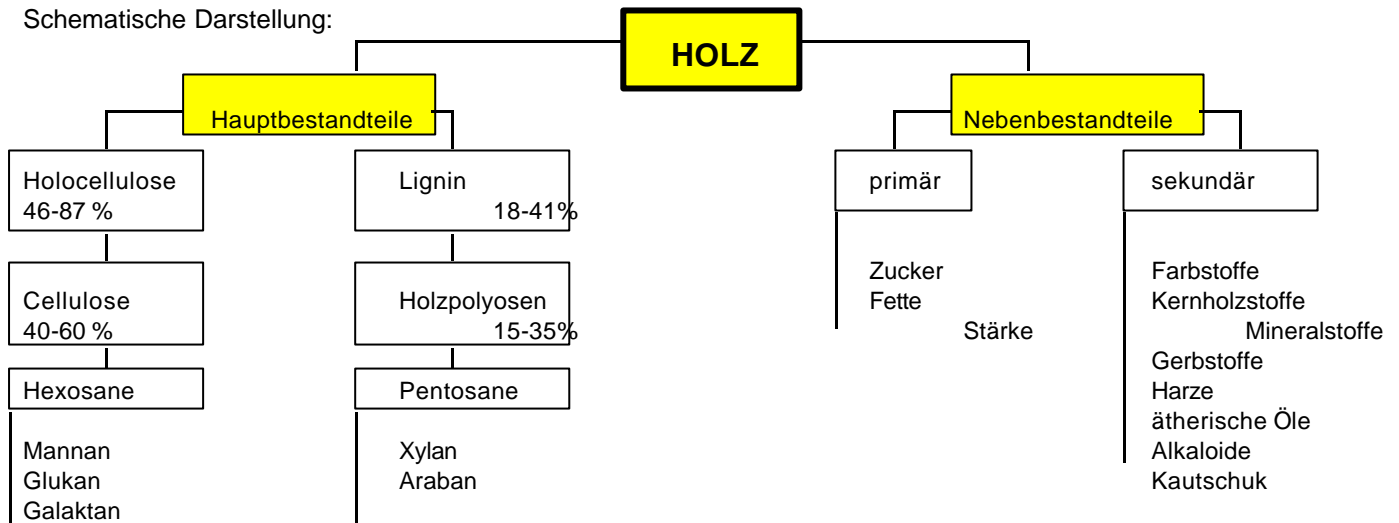 Schematische Darstellung:
HOLZ
Hauptbestandteile
Nebenbestandteile
Holocellulose
46-87 %
Lignin
18-41%
primär
sekundär
Cellulose
40-60 %
Holzpolyosen
15-35%
Zucker
Fette
Stärke
Farbstoffe
Kernholzstoffe
Mineralstoffe
Gerbstoffe
Harze
ätherische Öle
Alkaloide
Kautschuk
Hexosane
Pentosane
Mannan
Glukan
Galaktan
Xylan
Araban